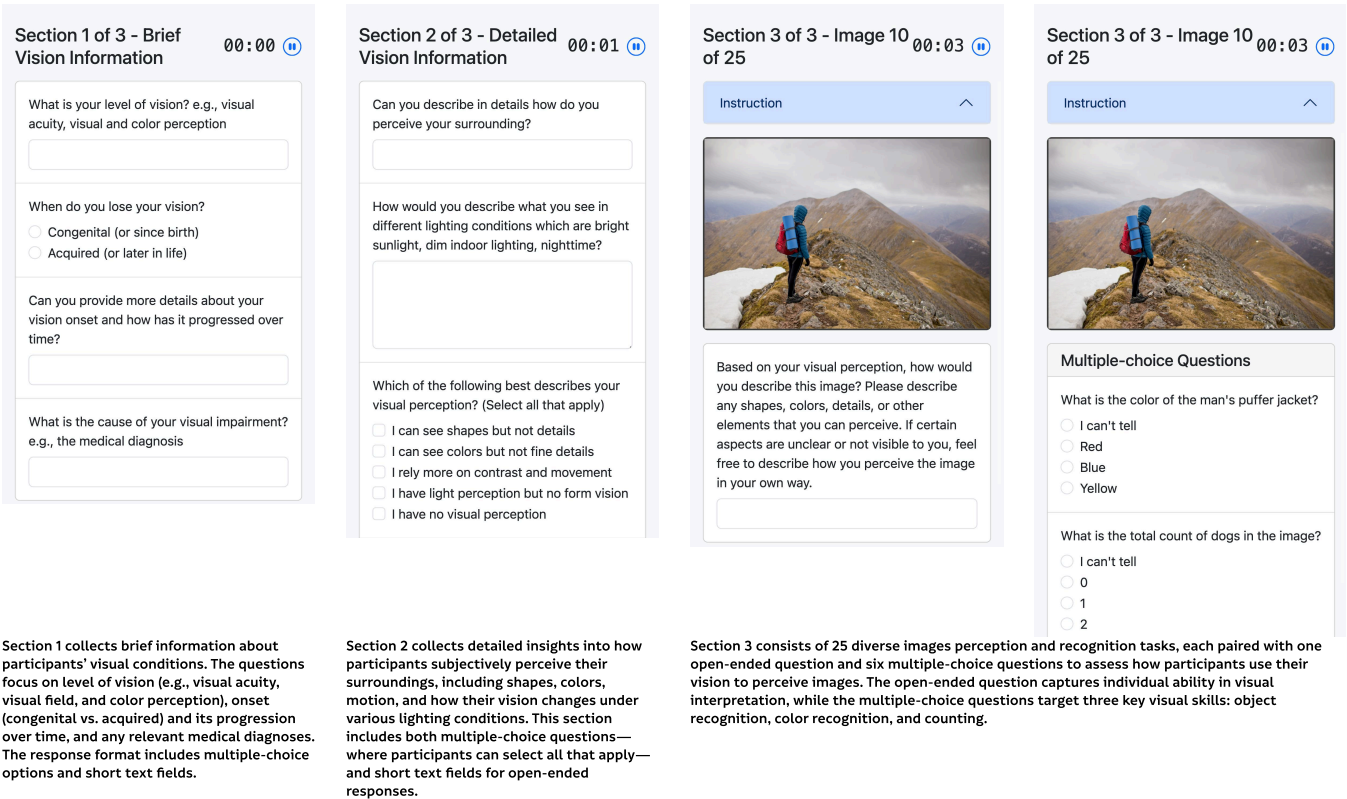 Section 1 of 3 - Brief
Vision Information
00:00
What is your level of vision? e.g., visual
acuity, visual and color perception
When do you lose your vision?
Congenital (or since birth)
Acquired (or later in life)
Can you provide more details about your
vision onset and how has it progressed over
time?
What is the cause of your visual impairment?
e.g., the medical diagnosis
Section 1 collects brief information about
participants’ visual conditions. The questions
focus on level of vision (e.g., visual acuity,
visual field, and color perception), onset
(congenital vs. acquired) and its progression
over time, and any relevant medical diagnoses.
The response format includes multiple-choice
options and short text fields.
Section 2 of 3 - Detailed
Vision Information
00:01
Can you describe in details how do you
perceive your surrounding?
How would you describe what you see in
different lighting conditions which are bright
sunlight, dim indoor lighting, nighttime?
Which of the following best describes your
visual perception? (Select all that apply)
I can see shapes but not details
I can see colors but not fine details
I rely more on contrast and movement
I have light perception but no form vision
I have no visual perception
Section 2 collects detailed insights into how
participants subjectively perceive their
surroundings, including shapes, colors,
motion, and how their vision changes under
various lighting conditions. This section
includes both multiple-choice questions—
where participants can select all that apply—
and short text fields for open-ended
responses.
Section 3 of 3 - Image 10
of 25
00:03
Instruction
Based on your visual perception, how would
you describe this image? Please describe
any shapes, colors, details, or other
elements that you can perceive. If certain
aspects are unclear or not visible to you, feel
free to describe how you perceive the image
in your own way.
Section 3 of 3 - Image 10
of 25
00:03
Instruction
Multiple-choice Questions
What is the color of the man's puffer jacket?
I can't tell
Red
Blue
Yellow
What is the total count of dogs in the image?
I can't tell
0
1
2
Section 3 consists of 25 diverse images perception and recognition tasks, each paired with one
open-ended question and six multiple-choice questions to assess how participants use their
vision to perceive images. The open-ended question captures individual ability in visual
interpretation, while the multiple-choice questions target three key visual skills: object
recognition, color recognition, and counting.